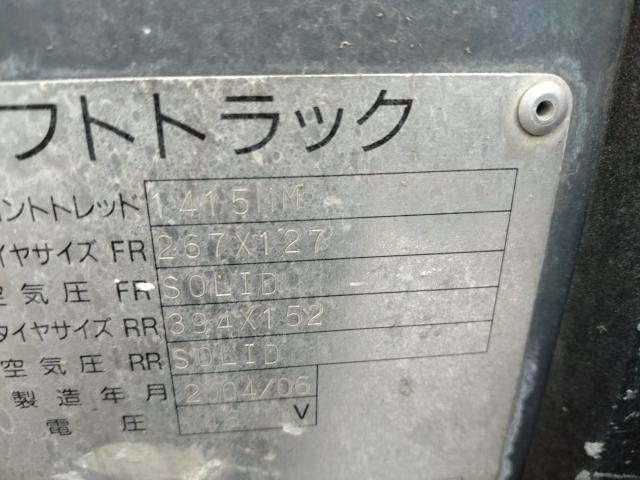 フトトラック
ントトレッド 1415MM
イヤサイズ FR 267X127
空気圧 FR SOLID
タイヤサイズ RR 394X152
空気圧 RR SOLID
製造年月 2004/06
電圧 48 V